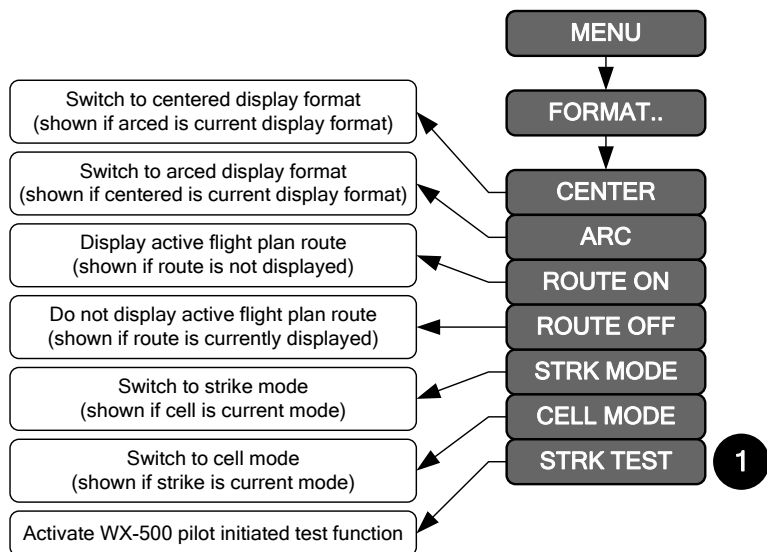 MENU
FORMAT..
Switch to centered display format
(shown if arced is current display format)
CENTER
Switch to arced display format
(shown if centered is current display format)
ARC
Display active flight plan route
(shown if route is not displayed)
ROUTE ON
Do not display active flight plan route
(shown if route is currently displayed)
ROUTE OFF
Switch to strike mode
(shown if cell is current mode)
STRK MODE
Switch to cell mode
(shown if strike is current mode)
CELL MODE
Activate WX-500 pilot initiated test function
STRK TEST
1